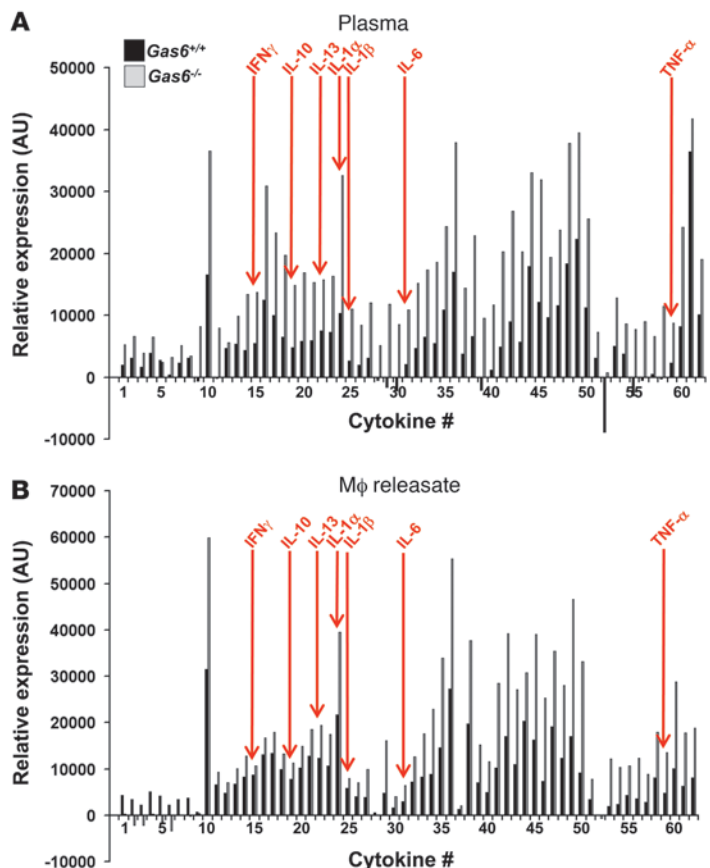 A
Plasma
Gas6+/+
Gas6-/-
IFNγ
IL-10
IL-13
IL-1α
IL-1β
IL-6
TNF-α
Relative expression (AU)
50000
40000
30000
20000
10000
0
-10000
1 5 10 15 20 25 30 35 40 45 50 55 60
Cytokine #
B
Mϕ releasate
IFNγ
IL-10
IL-13
IL-1α
IL-1β
IL-6
TNF-α
Relative expression (AU)
70000
60000
50000
40000
30000
20000
10000
0
-10000
1 5 10 15 20 25 30 35 40 45 50 55 60
Cytokine #